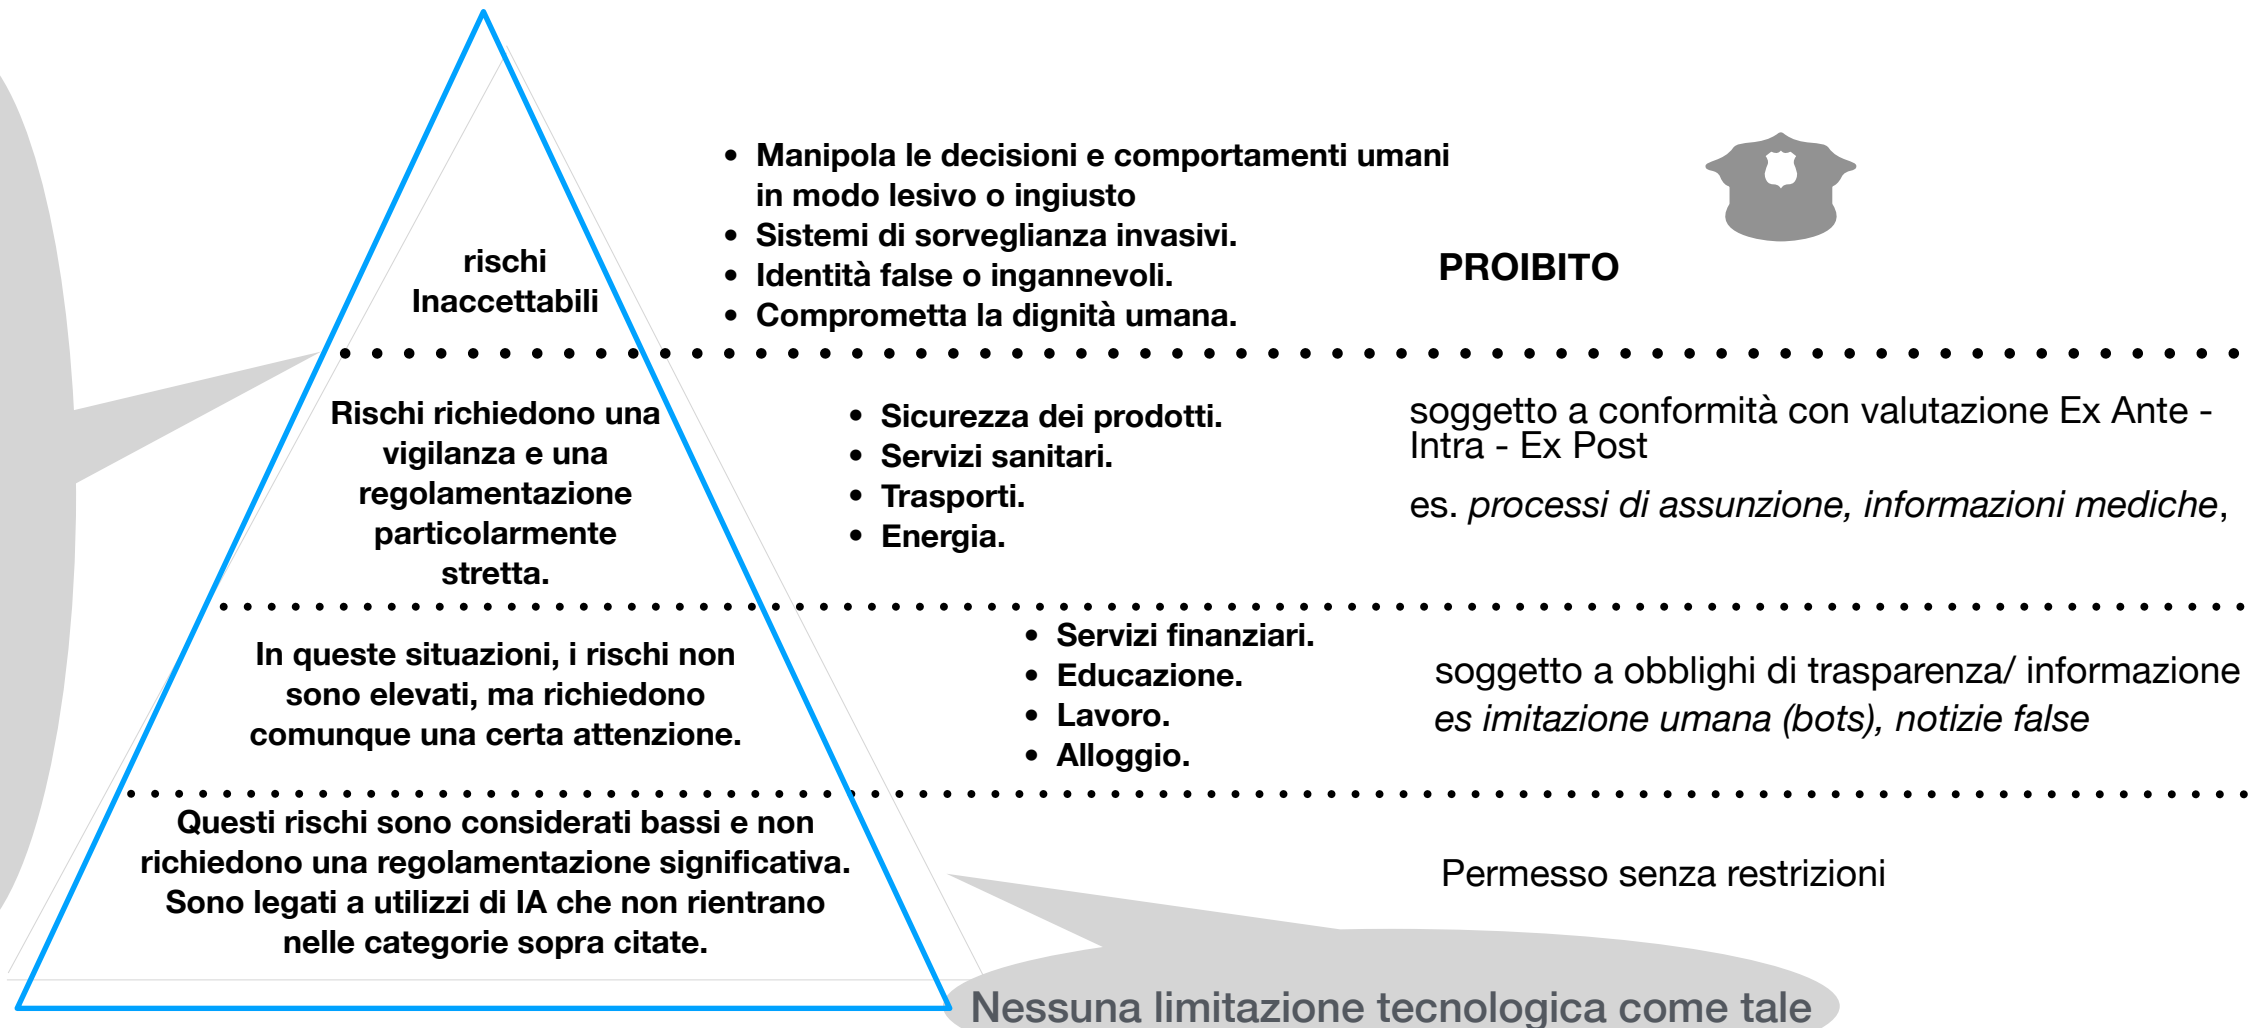 rischi
Inaccettabili
• Manipola le decisioni e comportamenti umani
in modo lesivo o ingiusto
• Sistemi di sorveglianza invasivi.
• Identità false o ingannevoli.
• Comprometta la dignità umana.
PROIBITO
Rischi richiedono una
vigilanza e una
regolamentazione
particolarmente
stretta.
• Sicurezza dei prodotti.
• Servizi sanitari.
• Trasporti.
• Energia.
soggetto a conformità con valutazione Ex Ante -
Intra - Ex Post
es. processi di assunzione, informazioni mediche,
In queste situazioni, i rischi non
sono elevati, ma richiedono
comunque una certa attenzione.
• Servizi finanziari.
• Educazione.
• Lavoro.
• Alloggio.
soggetto a obblighi di trasparenza/ informazione
es imitazione umana (bots), notizie false
Questi rischi sono considerati bassi e non
richiedono una regolamentazione significativa.
Sono legati a utilizzi di IA che non rientrano
nelle categorie sopra citate.
Permesso senza restrizioni
Nessuna limitazione tecnologica come tale